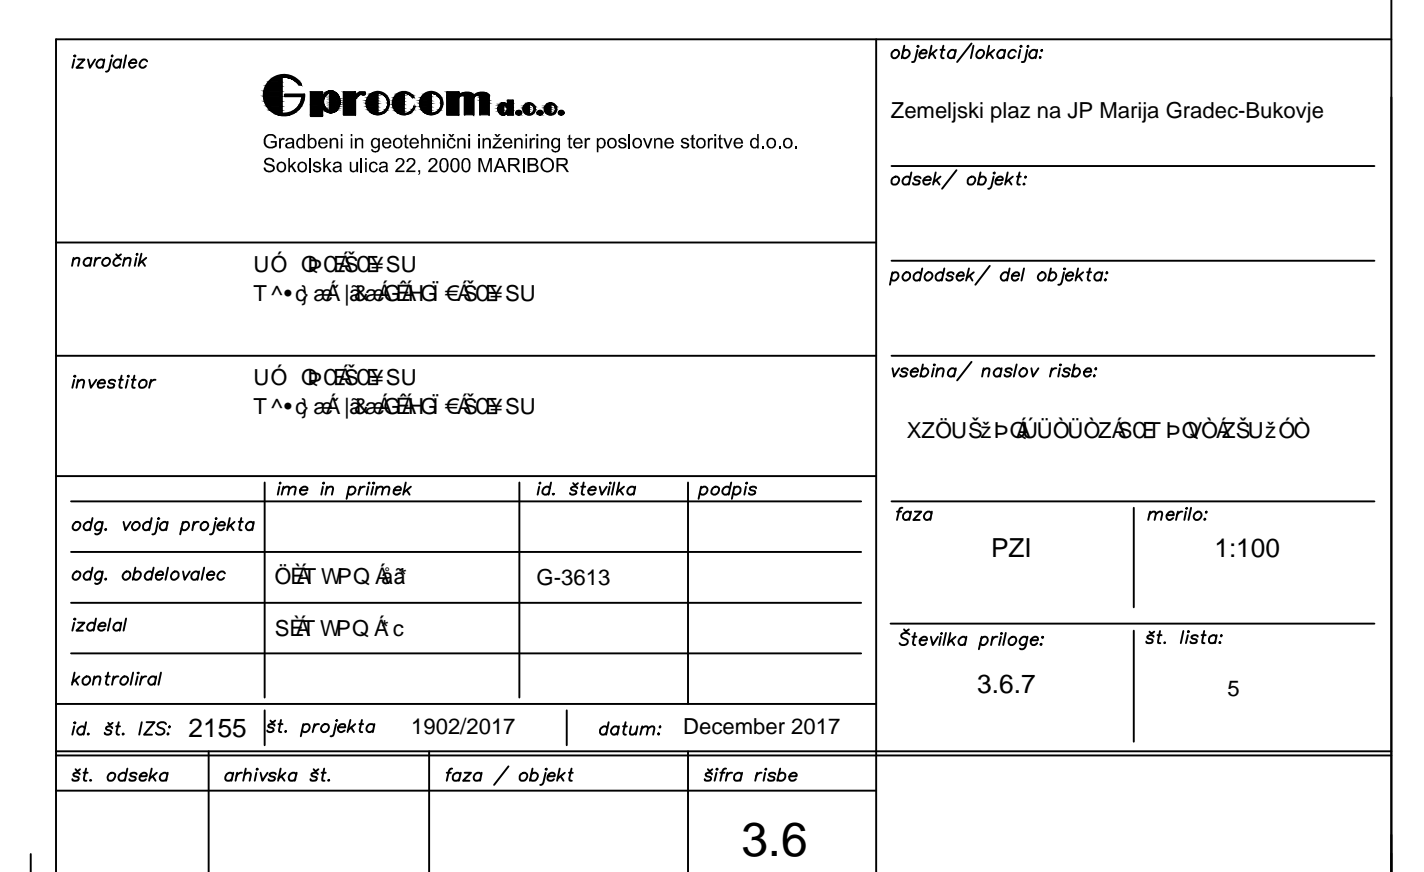 izvajalec
Gprocom d.o.o.
Gradbeni in geotehnični inženiring ter poslovne storitve d.o.o.
Sokolska ulica 22, 2000 MARIBOR
naročnik
investitor
ime in priimek
id. številka
podpis
odg. vodja projekta
odg. obdelovalec
G-3613
izdelal
kontroliral
id. št. IZS: 2155
št. projekta 1902/2017
datum: December 2017
objekta/lokacija:
Zemeljski plaz na JP Marija Gradec-Bukovje
odsek/ objekt:
pododsek/ del objekta:
vsebina/ naslov risbe:
faza
PZI
merilo:
1:100
Številka priloge:
3.6.7
št. lista:
5
št. odseka
arhivska št.
faza / objekt
šifra risbe
3.6